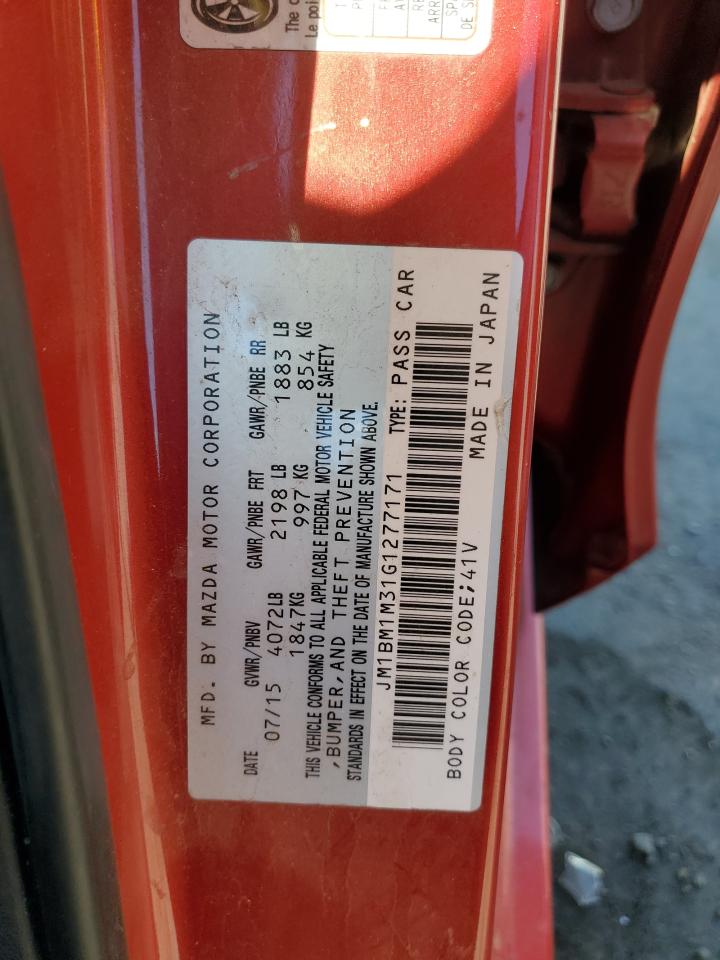 The
Le
MFD. BY MAZDA MOTOR CORPORATION
DATE GVWR/PNBV GAWR/PNBE FRT GAWR/PNBE RR
07/15 4072LB 2198 LB 1883 LB
1847KG 997 KG 854 KG
THIS VEHICLE CONFORMS TO ALL APPLICABLE FEDERAL MOTOR VEHICLE SAFETY
,BUMPER,AND THEFT PREVENTION
STANDARDS IN EFFECT ON THE DATE OF MANUFACTURE SHOWN ABOVE.
JM1BM1M31G1277171 TYPE: PASS CAR
BODY COLOR CODE;41V MADE IN JAPAN